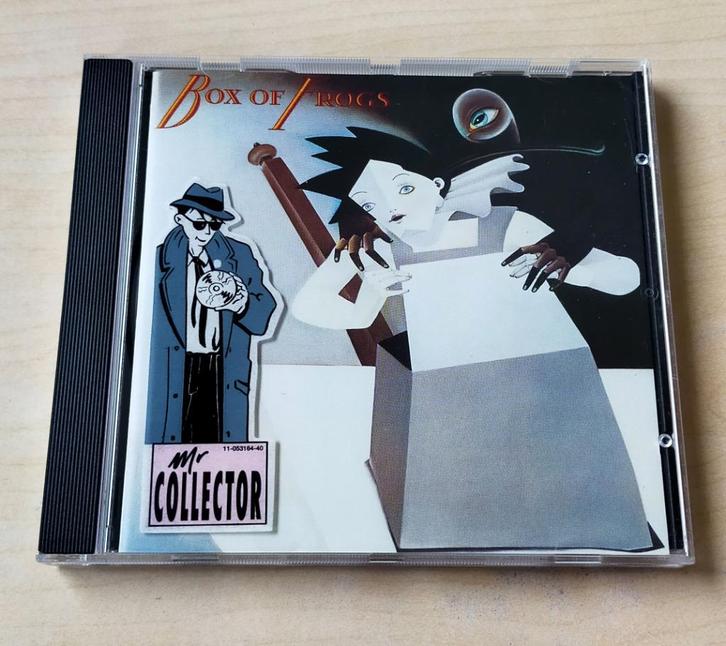 BOX OF FROGS
11-053164-40
Mr
COLLECTOR